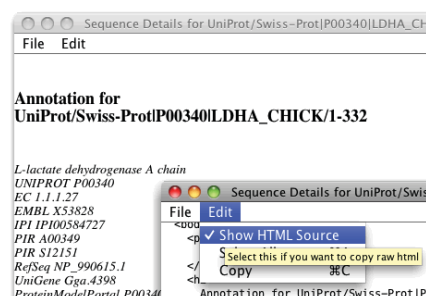 Sequence Details for UniProt/Swiss-Prot|P00340|LDHA_CH
File Edit
Annotation for
UniProt/Swiss-Prot|P00340|LDHA_CHICK/1-332
L-lactate dehydrogenase A chain
UNIPROT P00340
EC 1.1.1.27
EMBL X53828
IPI IPI00584727
PIR A00349
PIR S12151
RefSeq NP_990615.1
UniGene Gga.4398
ProteinModelPortal P00340
Sequence Details for UniProt/Swis
File Edit
<bod
<p
✓ Show HTML Source
Select this if you want to copy raw html
</
Copy ⌘C
<h
Annotation for UniProt/Swiss-Prot|P